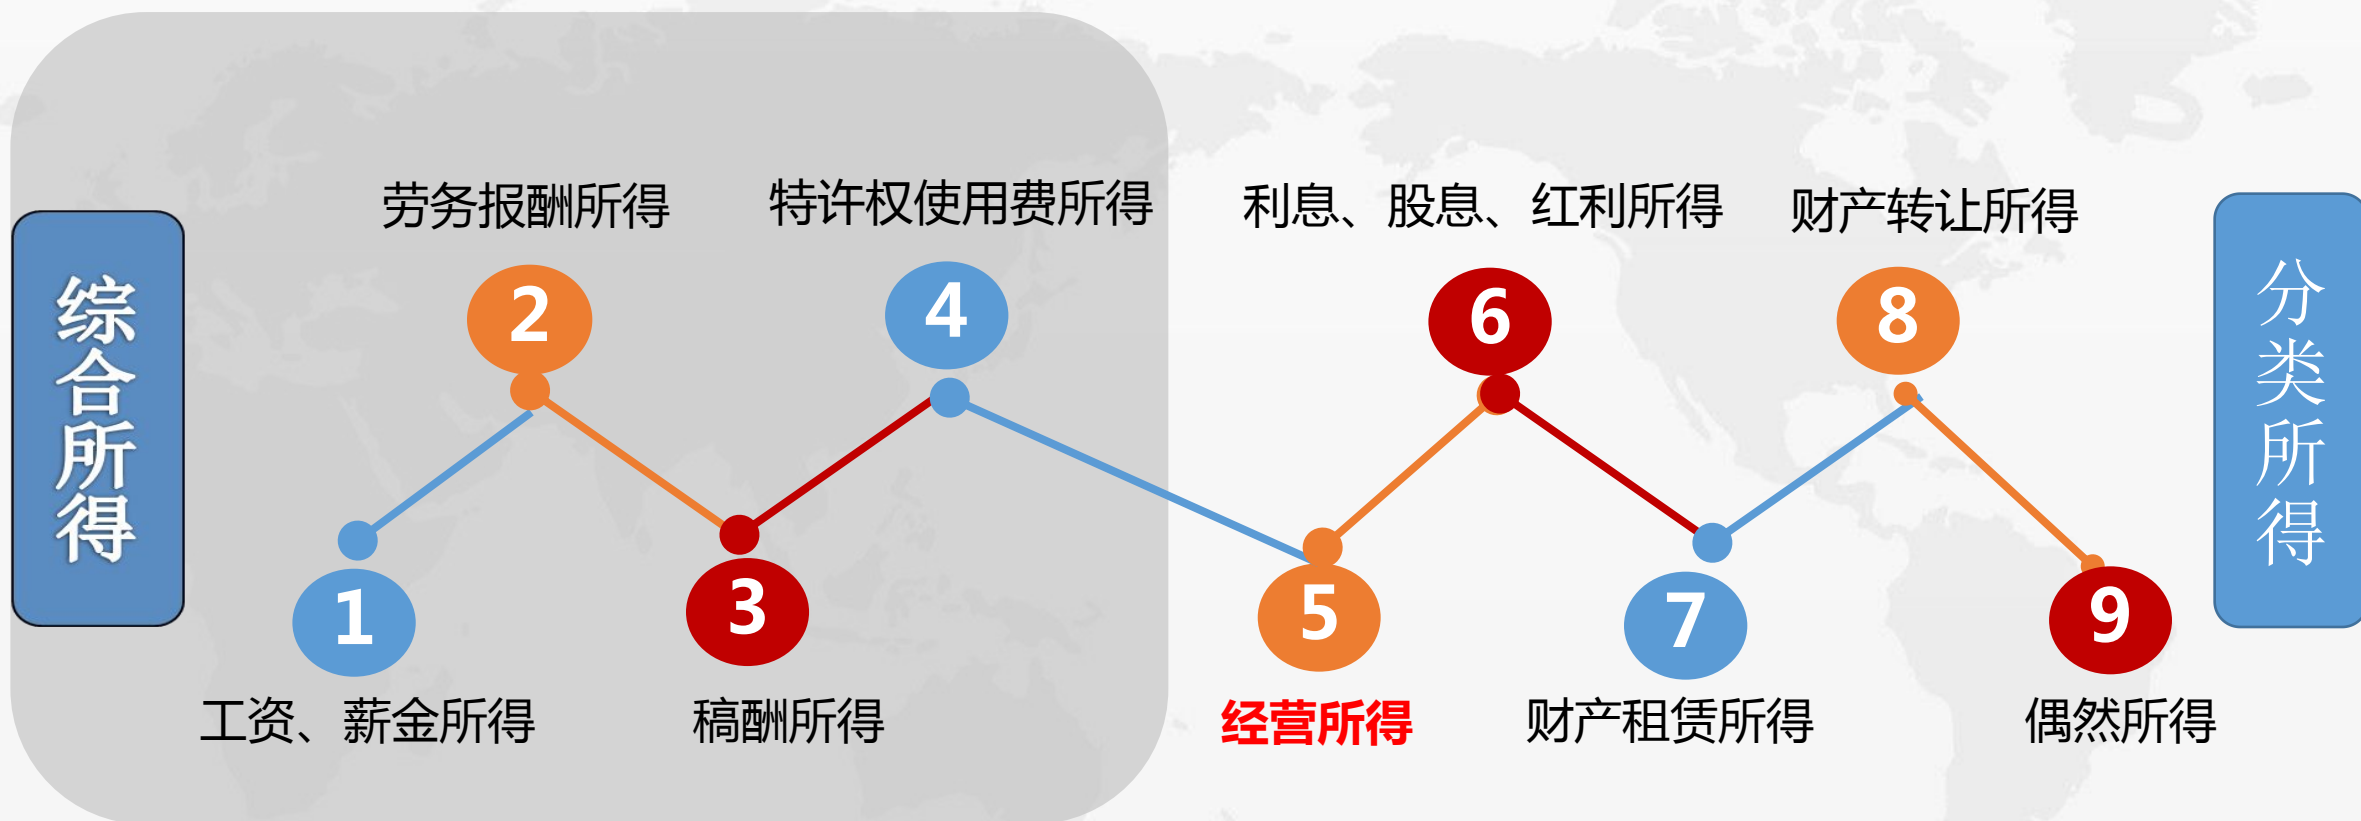 综合所得
1
工资、薪金所得
劳务报酬所得
2
3
稿酬所得
特许权使用费所得
4
5
经营所得
利息、股息、红利所得
6
7
财产租赁所得
财产转让所得
8
9
偶然所得
分类所得